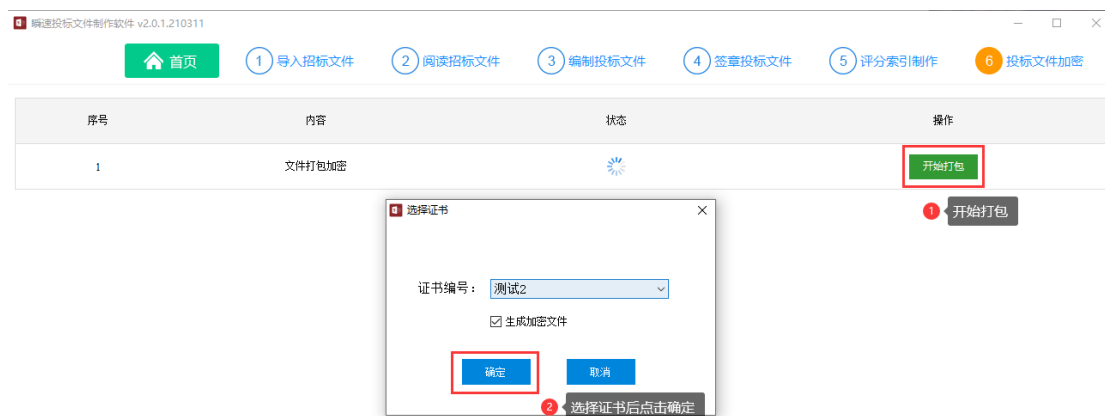 瞬速投标文件制作软件 v2.0.1.210311
首页 1 导入招标文件 2 阅读招标文件 3 编制投标文件 4 签章投标文件 5 评分索引制作 6 投标文件加密
序号 内容 状态 操作
1 文件打包加密 开始打包
1 开始打包
选择证书
证书编号： 测试2
生成加密文件
确定 取消
2 选择证书后点击确定